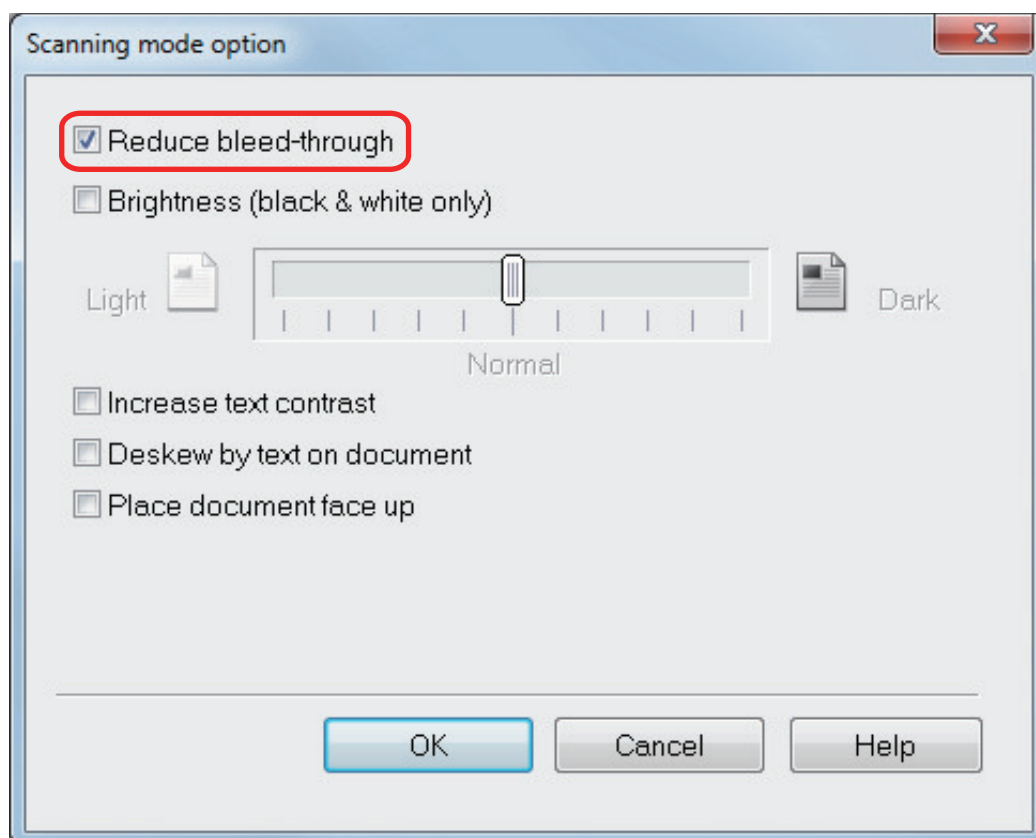 Scanning mode option
Reduce bleed-through
Brightness (black & white only)
Light Dark
Normal
Increase text contrast
Deskew by text on document
Place document face up
OK Cancel Help